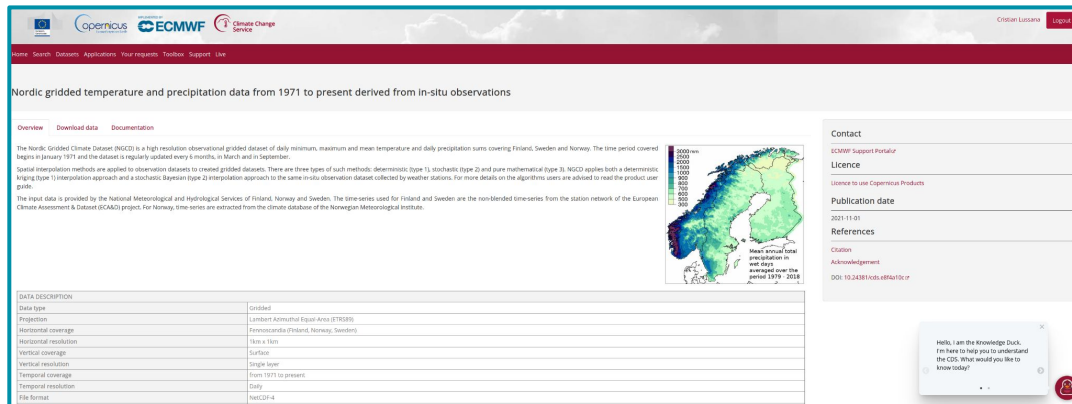 opernicus
IMPLEMENTED BY
ECMWF
Climate Change
Service
Cristian Lussana
Logout
Home Search Datasets Applications Your requests Toolbox Support Live
Nordic gridded temperature and precipitation data from 1971 to present derived from in-situ observations
Overview Download data Documentation
The Nordic Gridded Climate Dataset (NGCD) is a high resolution observational gridded dataset of daily minimum, maximum and mean temperature and daily precipitation sums covering Finland, Sweden and Norway. The time period covered
begins in January 1971 and the dataset is regularly updated every 6 months, in March and in September.
Spatial interpolation methods are applied to observation datasets to created gridded datasets. There are three types of such methods: deterministic (type 1), stochastic (type 2) and pure mathematical (type 3). NGCD applies both a deterministic
kriging (type 1) interpolation approach and a stochastic Bayesian (type 2) interpolation approach to the same in-situ observation dataset collected by weather stations. For more details on the algorithms users are advised to read the product user
guide.
The input data is provided by the National Meteorological and Hydrological Services of Finland, Norway and Sweden. The time-series used for Finland and Sweden are the non-blended time-series from the station network of the European
Climate Assessment & Dataset (ECA&D) project. For Norway, time-series are extracted from the climate database of the Norwegian Meteorological Institute.
3000 mm
2500
2000
1500
1000
900
800
700
600
500
400
300
Mean annual total
precipitation in
wet days
averaged over the
period 1979 - 2018
DATA DESCRIPTION
Data type Gridded
Projection Lambert Azimuthal Equal-Area (ETRS89)
Horizontal coverage Fennoscandia (Finland, Norway, Sweden)
Horizontal resolution 1km x 1km
Vertical coverage Surface
Vertical resolution Single layer
Temporal coverage from 1971 to present
Temporal resolution Daily
File format NetCDF-4
Contact
ECMWF Support Portal
Licence
Licence to use Copernicus Products
Publication date
2021-11-01
References
Citation
Acknowledgement
DOI: 10.24381/cds.e8f4a10c
Hello, I am the Knowledge Duck.
I'm here to help you to understand
the CDS. What would you like to
know today?